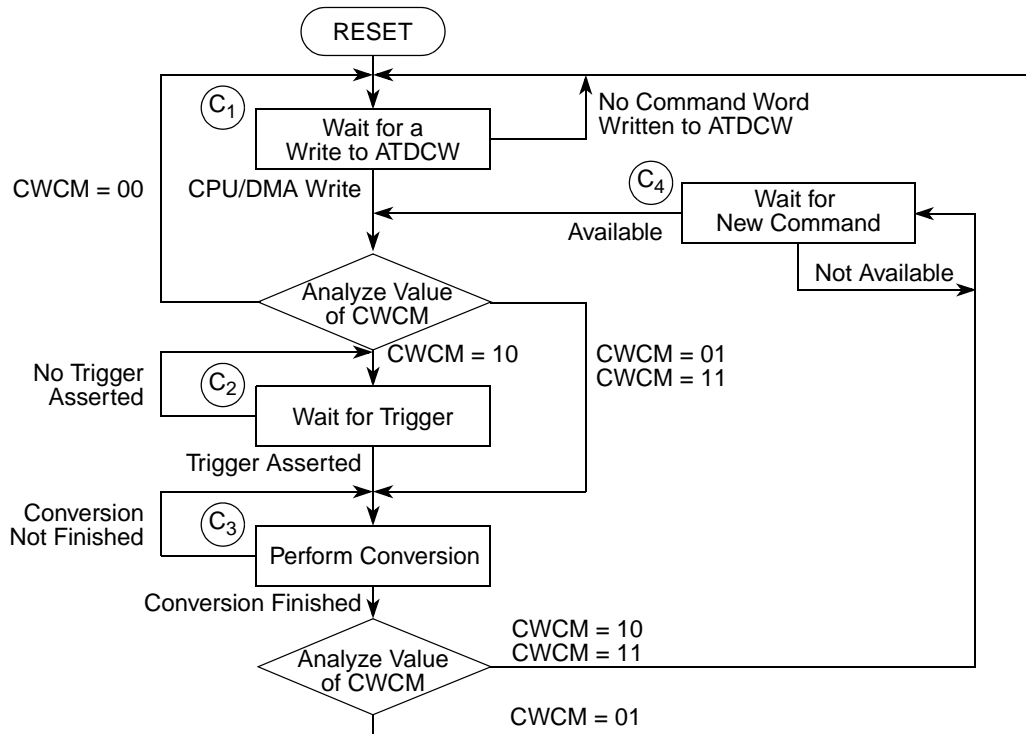 RESET
C1
Wait for a
Write to ATDCW
No Command Word
Written to ATDCW
CWCM = 00
CPU/DMA Write
C4
Wait for
New Command
Available
Not Available
Analyze Value
of CWCM
CWCM = 10
CWCM = 01
CWCM = 11
No Trigger
Asserted
C2
Wait for Trigger
Trigger Asserted
Conversion
Not Finished
C3
Perform Conversion
Conversion Finished
Analyze Value
of CWCM
CWCM = 10
CWCM = 11
CWCM = 01